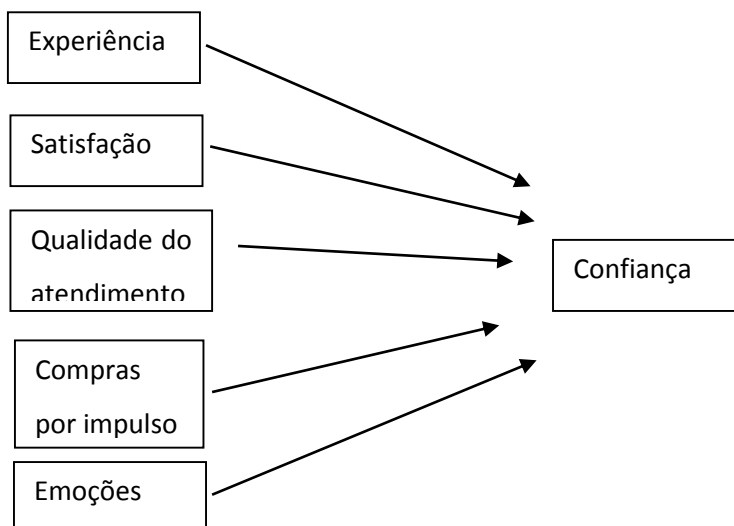 Experiência
Satisfação
Qualidade do
atendimento
Confiança
Compras
por impulso
Emoções